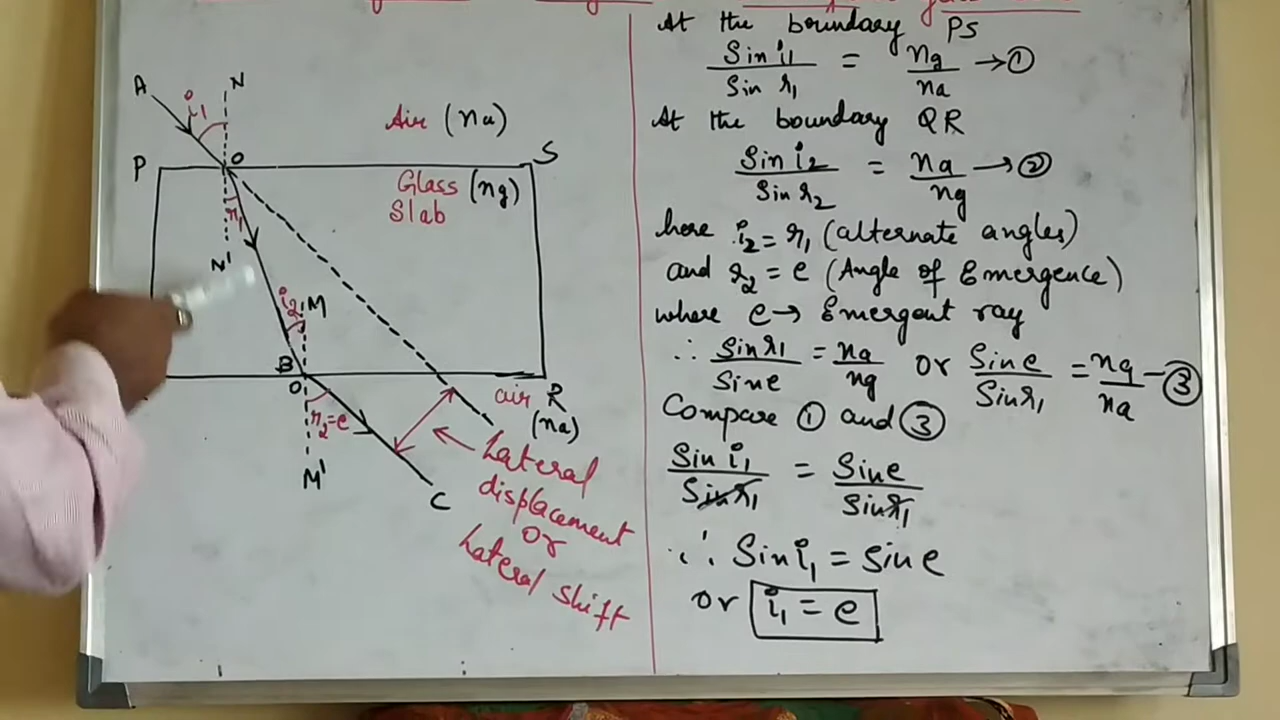 A
N
i1
Air (na)
P
O
S
Glass (ng)
Slab
r1
N'
i2
M
B
O
air R
(na)
r2=e
M'
C
Lateral
displacement
or
Lateral shift
At the boundary PS
Sin i1 / Sin r1 = ng / na → ①
At the boundary QR
Sin i2 / Sin r2 = na / ng → ②
here i2 = r1 (alternate angles)
and r2 = e (Angle of Emergence)
where e → Emergent ray
∴ Sin r1 / Sin e = na / ng or Sin e / Sin r1 = ng / na - ③
Compare ① and ③
Sin i1 / Sin r1 = Sin e / Sin r1
∴ Sin i1 = Sin e
or i1 = e